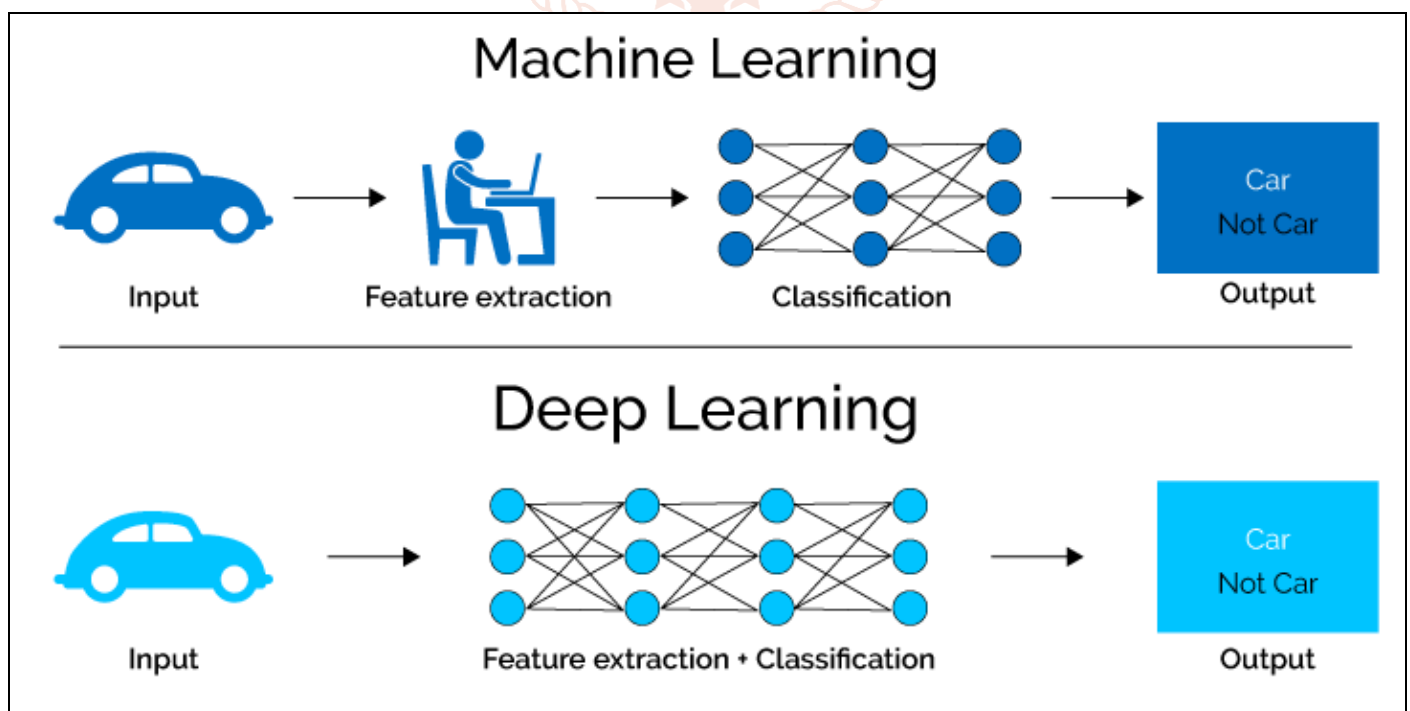 Machine Learning
Car
Not Car
Input
Feature extraction
Classification
Output
Deep Learning
Car
Not Car
Input
Feature extraction + Classification
Output